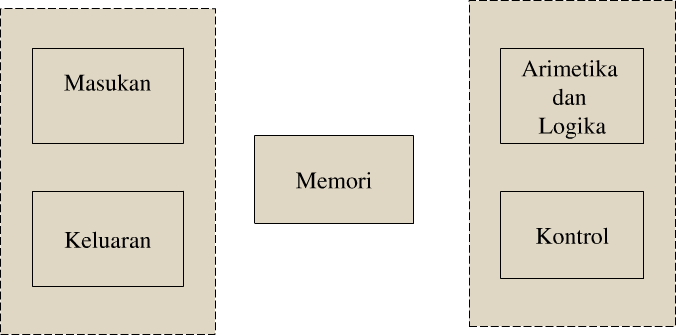 Masukan
Keluaran
Memori
Arimetika
dan
Logika
Kontrol